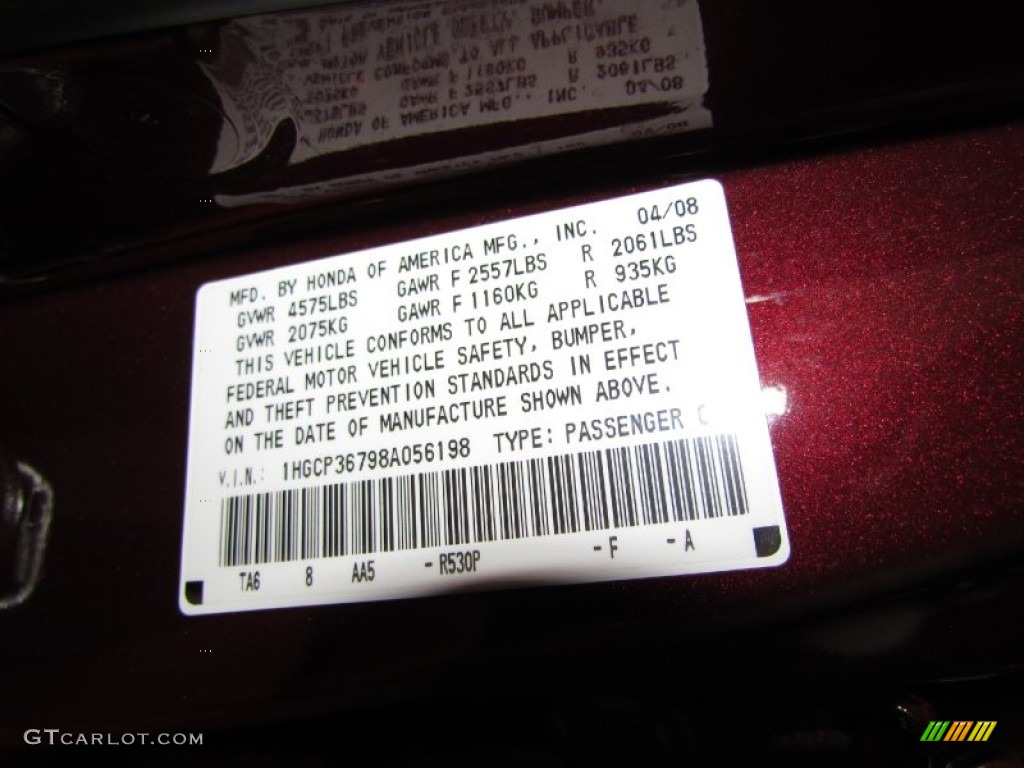 MFD. BY HONDA OF AMERICA MFG., INC. 04/08
GVWR 4575LBS GAWR F 2557LBS R 2061LBS
GVWR 2075KG GAWR F 1160KG R 935KG
THIS VEHICLE CONFORMS TO ALL APPLICABLE
FEDERAL MOTOR VEHICLE SAFETY, BUMPER,
AND THEFT PREVENTION STANDARDS IN EFFECT
ON THE DATE OF MANUFACTURE SHOWN ABOVE.
V.I.N.: 1HGCP36798A056198 TYPE: PASSENGER C
TA6 8 AA5 -R530P -F -A
GTCARLOT.COM